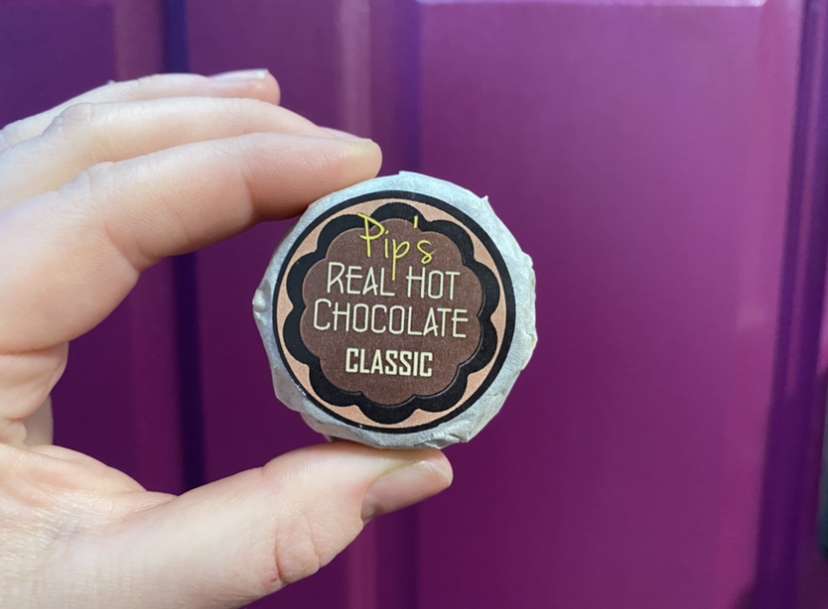 Pip's
REAL HOT
CHOCOLATE
CLASSIC